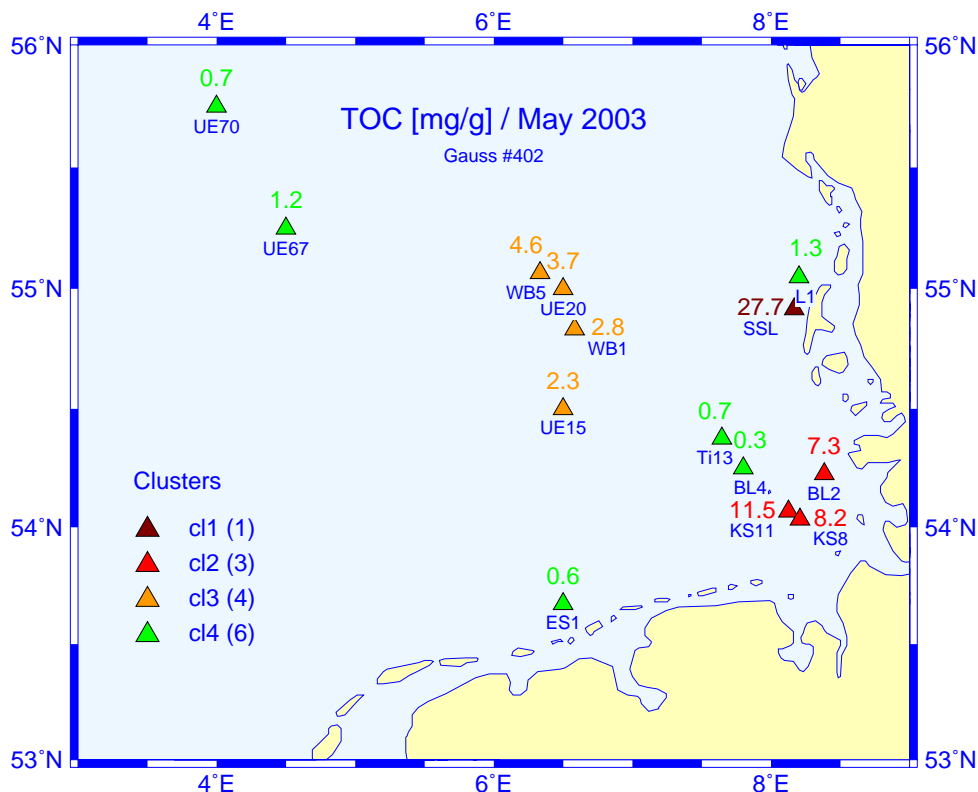 4˚E 6˚E 8˚E
56˚N 56˚N
0.7
UE70
TOC [mg/g] / May 2003
Gauss #402
1.2
UE67
4.6
3.7
1.3
55˚N 55˚N
WB5
UE20
L1
27.7
SSL
2.8
WB1
2.3
UE15
0.7
Ti13
0.3
BL4
7.3
BL2
Clusters
cl1 (1)
cl2 (3)
cl3 (4)
cl4 (6)
11.5
KS11
8.2
KS8
54˚N 54˚N
0.6
ES1
53˚N 53˚N
4˚E 6˚E 8˚E